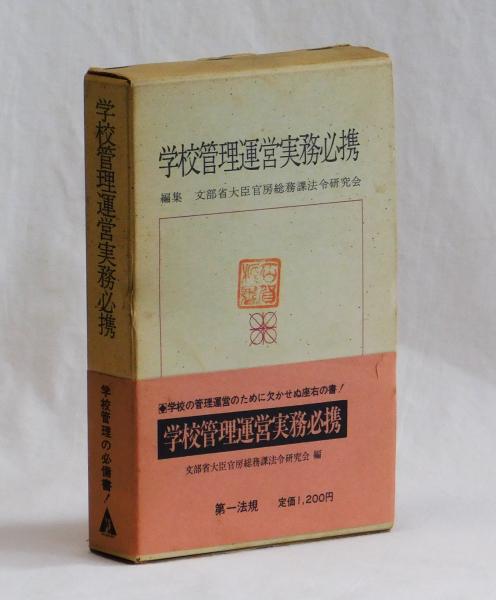 学校管理運営実務必携
編集 文部省大臣官房総務課法令研究会
学校の管理運営のために欠かせぬ座右の書!
学校管理運営実務必携
文部省大臣官房総務課法令研究会 編
第一法規 定価1,200円
学校管理運営実務必携
学校管理の必備書!